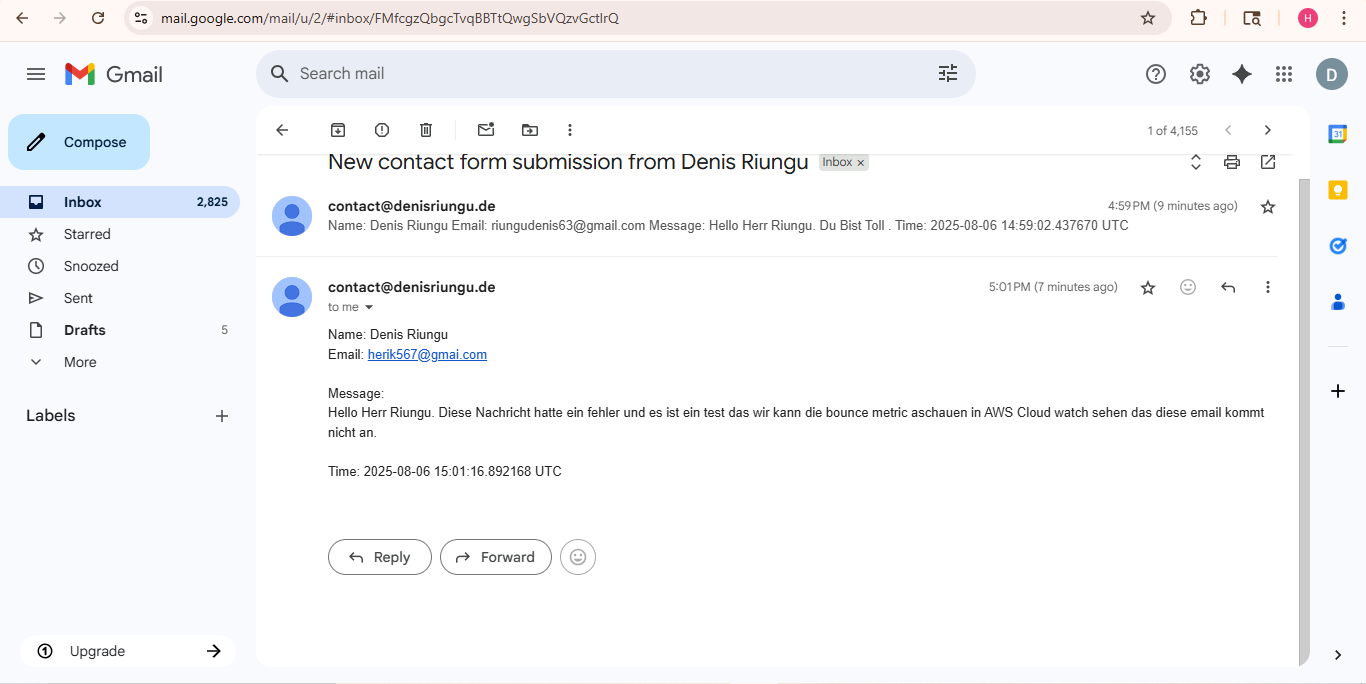 mail.google.com/mail/u/2/#inbox/FMfcgzQbgcTvqBBTtQwgSbVQzvGctlrQ
H
Gmail
Search mail
D
Compose
1 of 4,155
31
New contact form submission from Denis Riungu
Inbox ×
Inbox 2,825
Starred
Snoozed
Sent
Drafts 5
More
Labels
contact@denisriungu.de
4:59 PM (9 minutes ago)
Name: Denis Riungu Email: riungudenis63@gmail.com Message: Hello Herr Riungu. Du Bist Toll . Time: 2025-08-06 14:59:02.437670 UTC
contact@denisriungu.de
5:01 PM (7 minutes ago)
to me
Name: Denis Riungu
Email: herik567@gmai.com
Message:
Hello Herr Riungu. Diese Nachricht hatte ein fehler und es ist ein test das wir kann die bounce metric aschauen in AWS Cloud watch sehen das diese email kommt
nicht an.
Time: 2025-08-06 15:01:16.892168 UTC
Reply
Forward
Upgrade